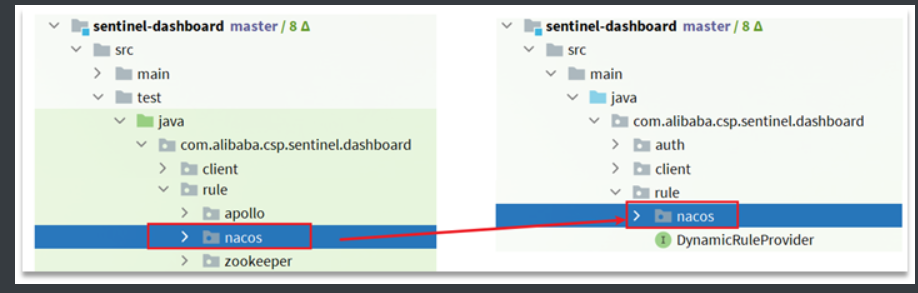 sentinel-dashboard master / 8 Δ
src
main
test
java
com.alibaba.csp.sentinel.dashboard
client
rule
apollo
nacos
zookeeper
sentinel-dashboard master / 8 Δ
src
main
java
com.alibaba.csp.sentinel.dashboard
auth
client
rule
nacos
I DynamicRuleProvider